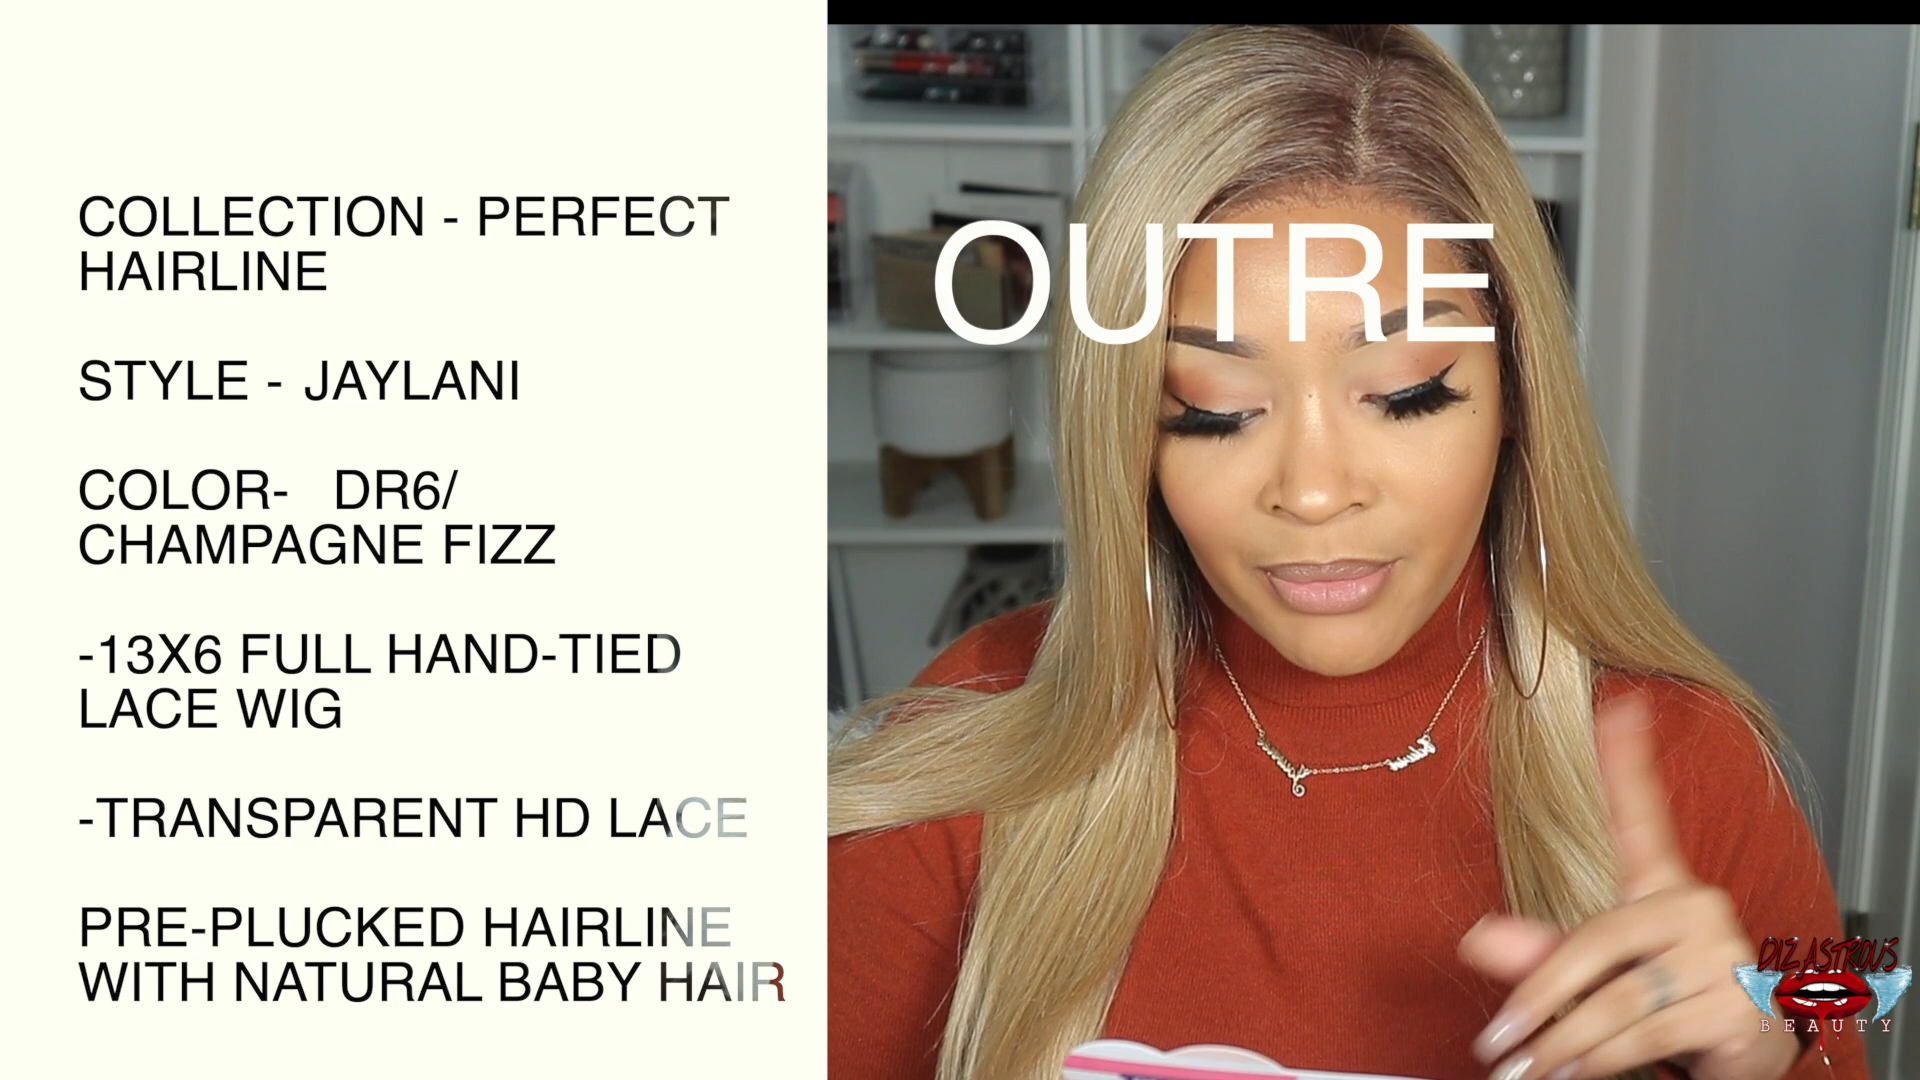 COLLECTION - PERFECT
HAIRLINE
STYLE - JAYLANI
COLOR- DR6/
CHAMPAGNE FIZZ
-13X6 FULL HAND-TIED
LACE WIG
-TRANSPARENT HD LACE
PRE-PLUCKED HAIRLINE
WITH NATURAL BABY HAIR
OUTRE
DIZASTROUS
BEAUTY